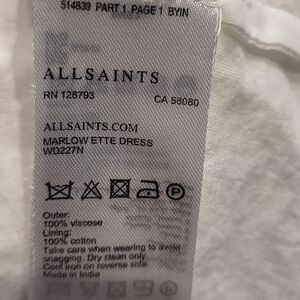 514839 PART 1 PAGE 1 BYIN
ALLSAINTS
RN 128793 CA 58080
ALLSAINTS.COM
MARLOW ETTE DRESS
WD227N
P
Outer:
100% viscose
Lining:
100% cotton
Take care when wearing to avoid
snagging. Dry clean only.
Cool iron on reverse side.
Made in India